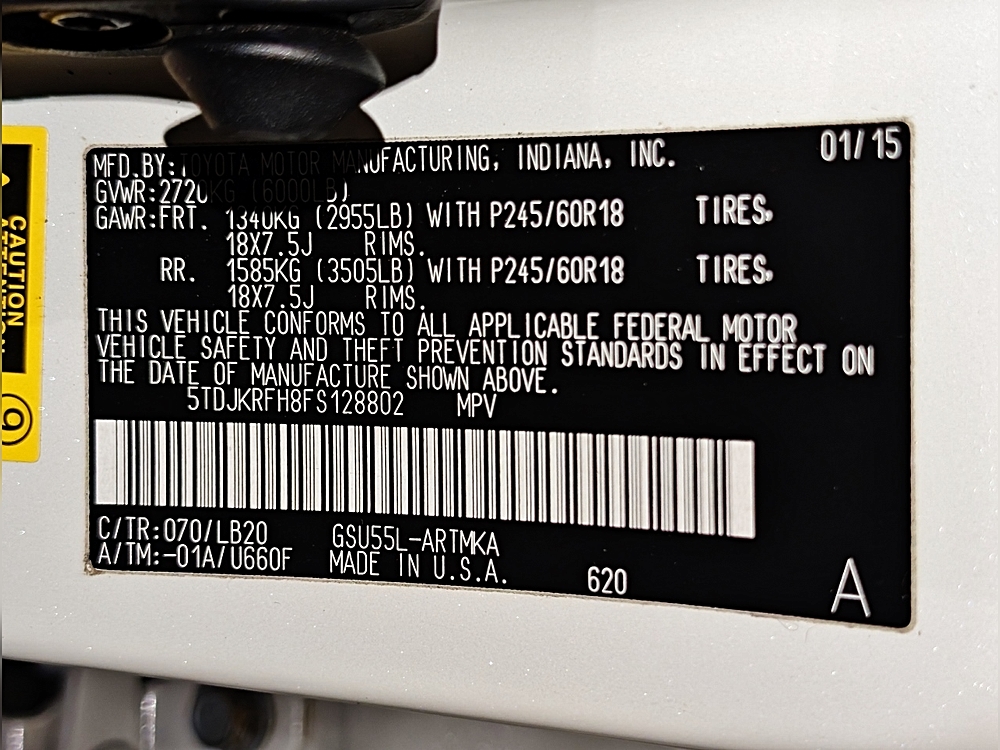 MFD.BY:TOYOTA MOTOR MANUFACTURING, INDIANA, INC. 01/15
GVWR:2720KG (6000LB)
GAWR:FRT. 1340KG (2955LB) WITH P245/60R18 TIRES,
18X7.5J RIMS.
RR. 1585KG (3505LB) WITH P245/60R18 TIRES,
18X7.5J RIMS.
THIS VEHICLE CONFORMS TO ALL APPLICABLE FEDERAL MOTOR
VEHICLE SAFETY AND THEFT PREVENTION STANDARDS IN EFFECT ON
THE DATE OF MANUFACTURE SHOWN ABOVE.
5TDJKRFH8FS128802 MPV
C/TR:070/LB20 GSU55L-ARTMKA
A/TM:-01A/U660F MADE IN U.S.A. 620 A
CAUTION